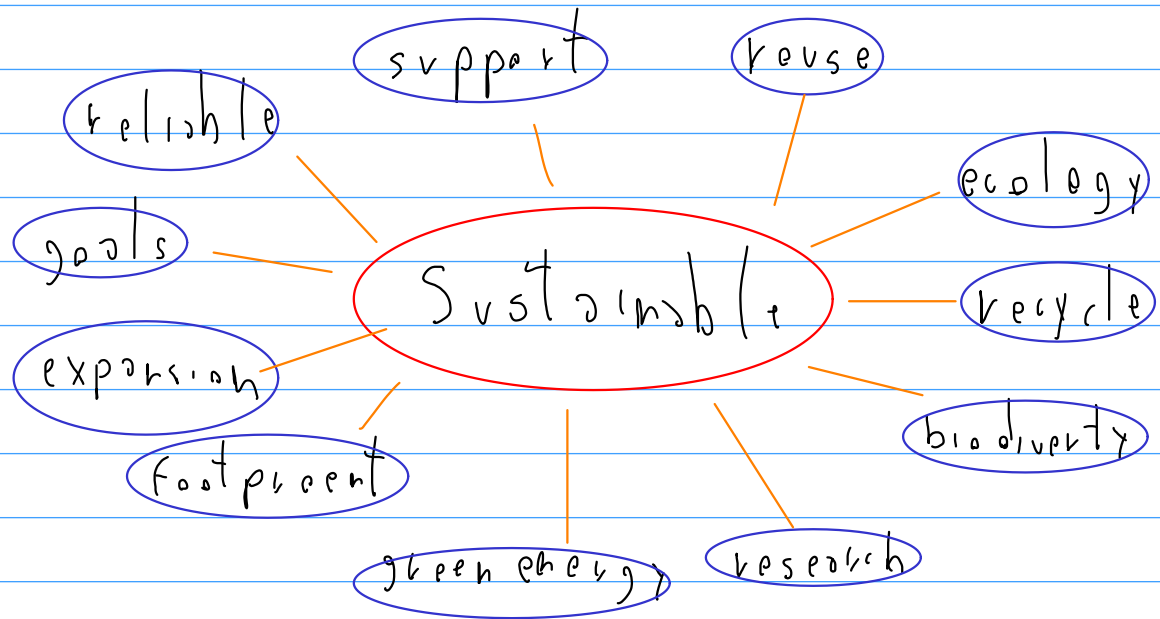 support
reuse
reliable
ecology
goals
Sustainable
recycle
expansion
biodiverty
footpreent
green energy
research